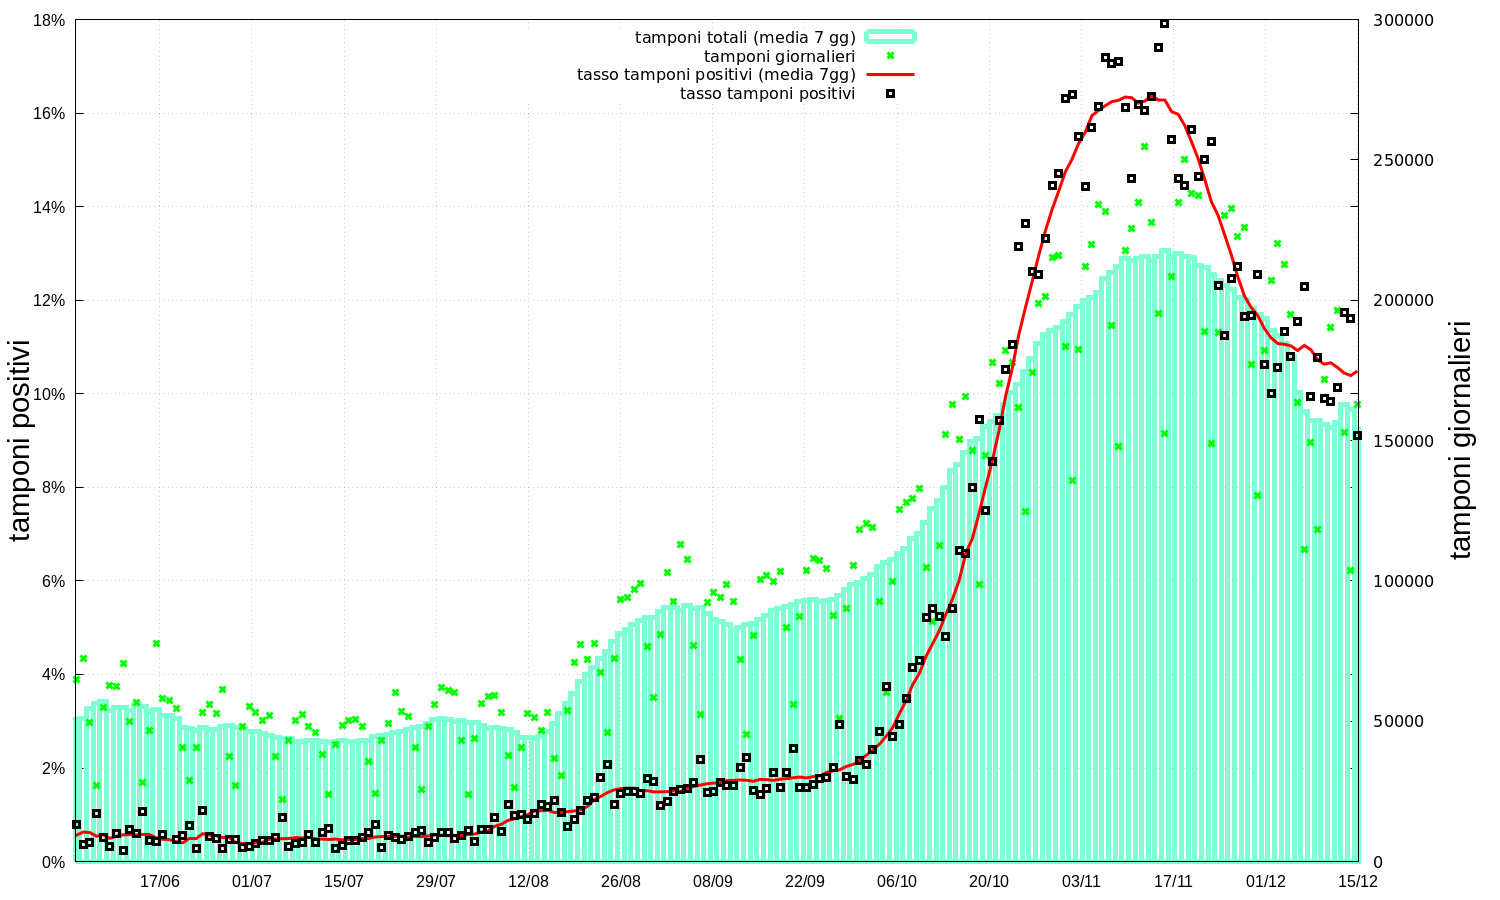 tamponi totali (media 7 gg)
tamponi giornalieri
tasso tamponi positivi (media 7gg)
tasso tamponi positivi
18%
16%
14%
12%
10%
8%
6%
4%
2%
0%
tamponi positivi
300000
250000
200000
150000
100000
50000
0
tamponi giornalieri
17/06 01/07 15/07 29/07 12/08 26/08 08/09 22/09 06/10 20/10 03/11 17/11 01/12 15/12